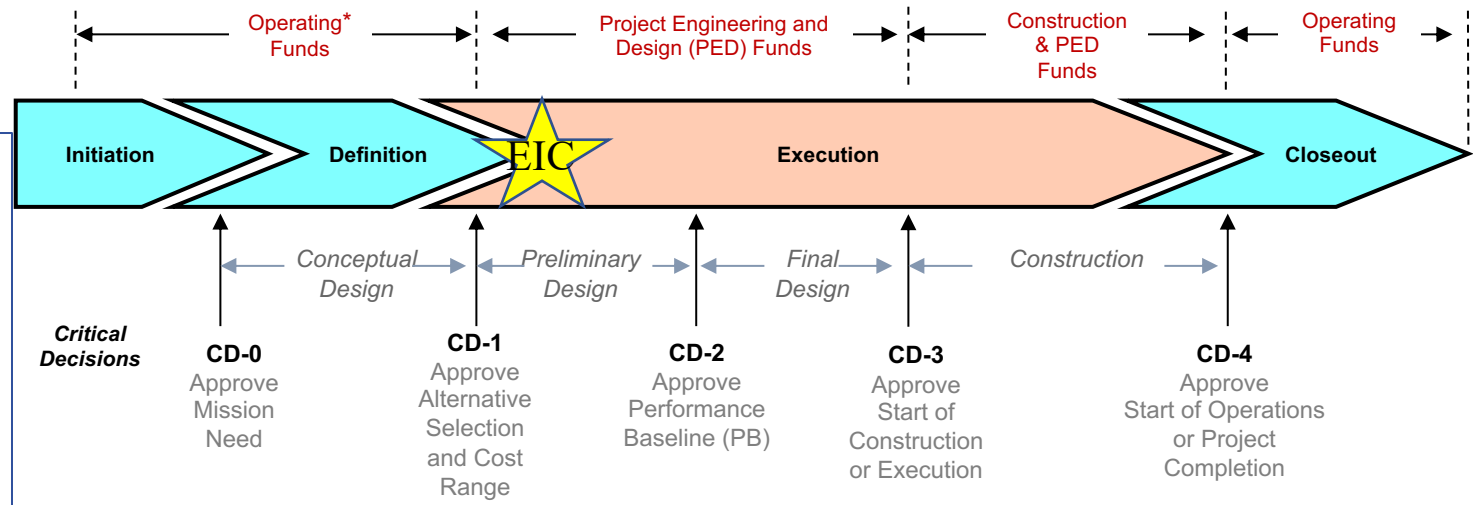 Operating*
Funds
Project Engineering and
Design (PED) Funds
Construction
& PED
Funds
Operating
Funds
Initiation
Definition
EIC
Execution
Closeout
Conceptual
Design
Preliminary
Design
Final
Design
Construction
Critical
Decisions
CD-0
Approve
Mission
Need
CD-1
Approve
Alternative
Selection
and Cost
Range
CD-2
Approve
Performance
Baseline (PB)
CD-3
Approve
Start of
Construction
or Execution
CD-4
Approve
Start of Operations
or Project
Completion